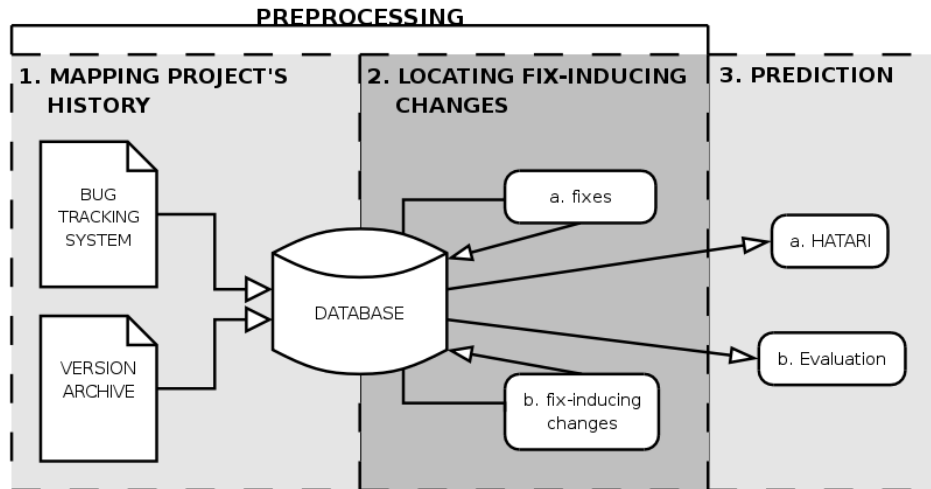 PREPROCESSING
1. MAPPING PROJECT'S
HISTORY
2. LOCATING FIX-INDUCING
CHANGES
3. PREDICTION
BUG
TRACKING
SYSTEM
VERSION
ARCHIVE
DATABASE
a. fixes
b. fix-inducing
changes
a. HATARI
b. Evaluation